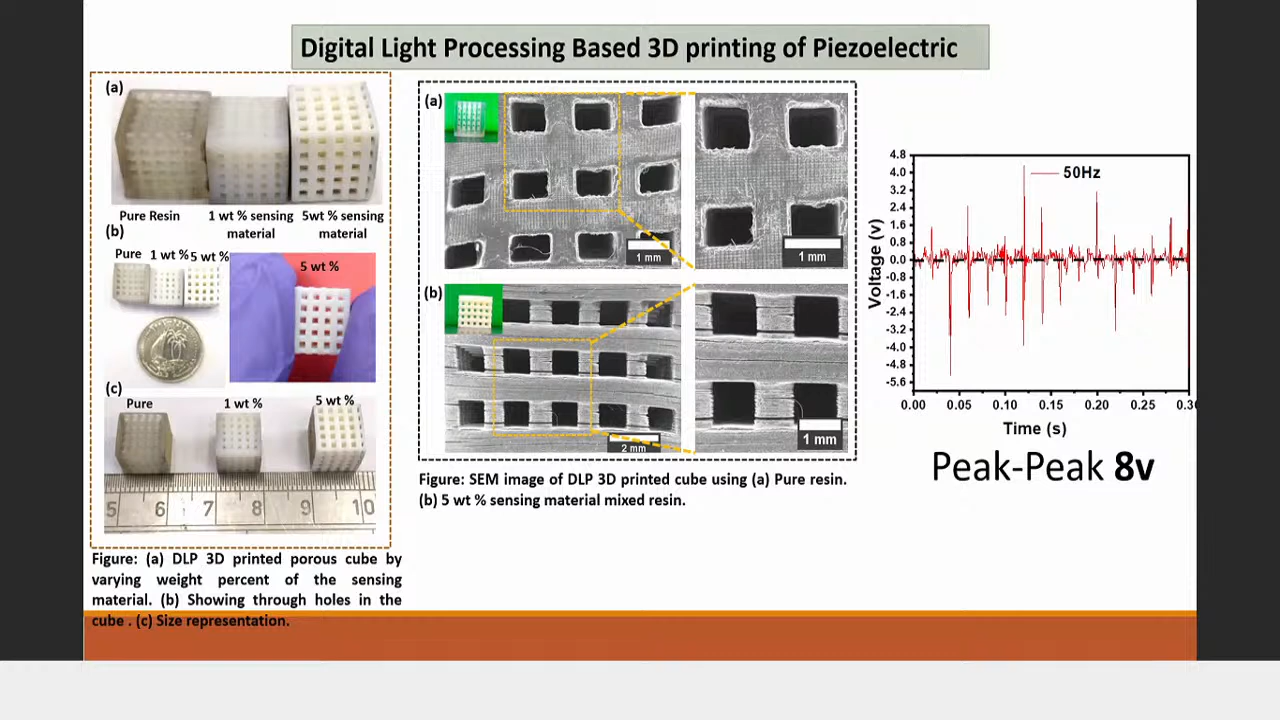 Digital Light Processing Based 3D printing of Piezoelectric
(a)
Pure Resin
1 wt % sensing
material
5wt % sensing
material
(b)
Pure
1 wt %
5 wt %
5 wt %
(c)
Pure
1 wt %
5 wt %
5 6 7 8 9 10
Figure: (a) DLP 3D printed porous cube by
varying weight percent of the sensing
material. (b) Showing through holes in the
cube . (c) Size representation.
(a)
1 mm
1 mm
(b)
2 mm
1 mm
Figure: SEM image of DLP 3D printed cube using (a) Pure resin.
(b) 5 wt % sensing material mixed resin.
50Hz
Voltage (v)
4.8
4.0
3.2
2.4
1.6
0.8
0.0
-0.8
-1.6
-2.4
-3.2
-4.0
-4.8
-5.6
0.00 0.05 0.10 0.15 0.20 0.25 0.30
Time (s)
Peak-Peak 8v